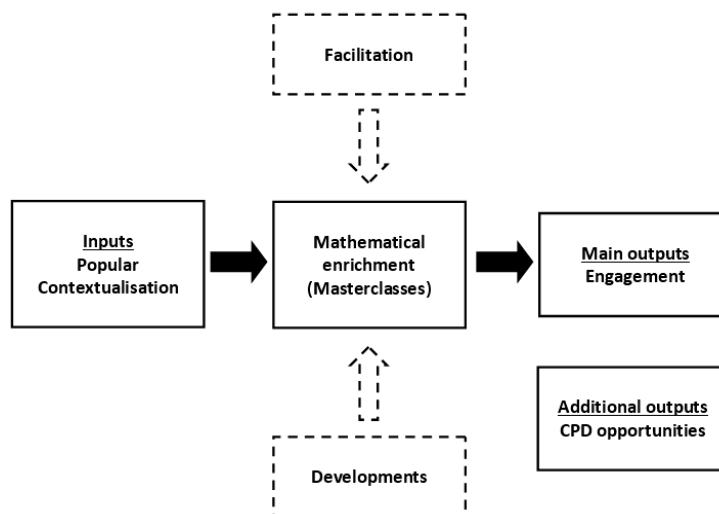 Facilitation
Inputs
Popular
Contextualisation
Mathematical
enrichment
(Masterclasses)
Main outputs
Engagement
Additional outputs
CPD opportunities
Developments